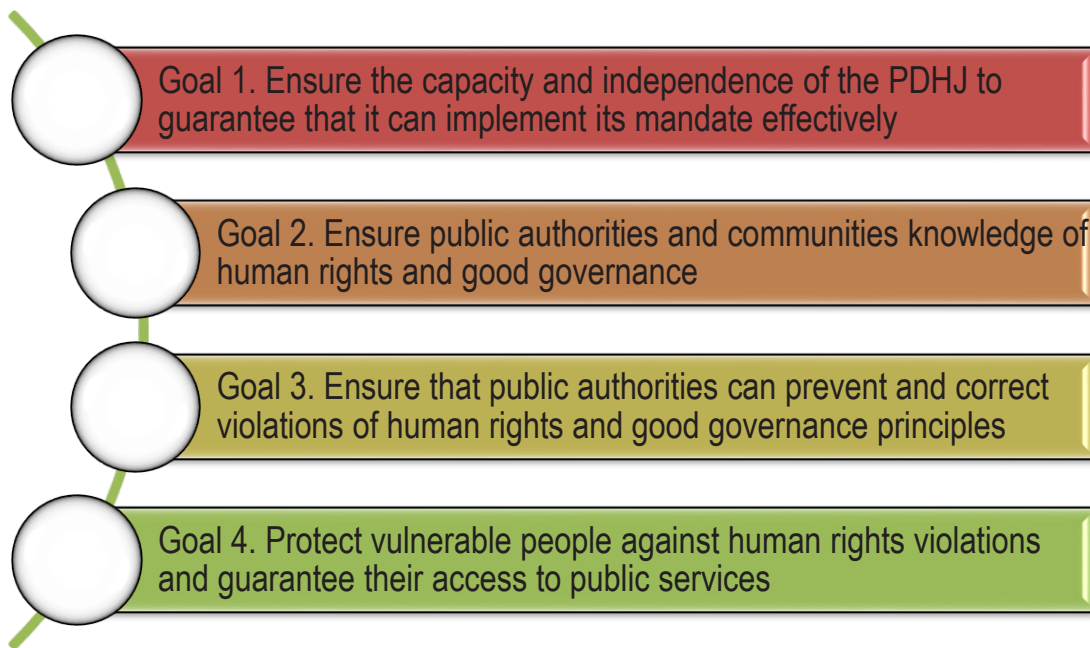 Goal 1. Ensure the capacity and independence of the PDHJ to
guarantee that it can implement its mandate effectively
Goal 2. Ensure public authorities and communities knowledge of
human rights and good governance
Goal 3. Ensure that public authorities can prevent and correct
violations of human rights and good governance principles
Goal 4. Protect vulnerable people against human rights violations
and guarantee their access to public services